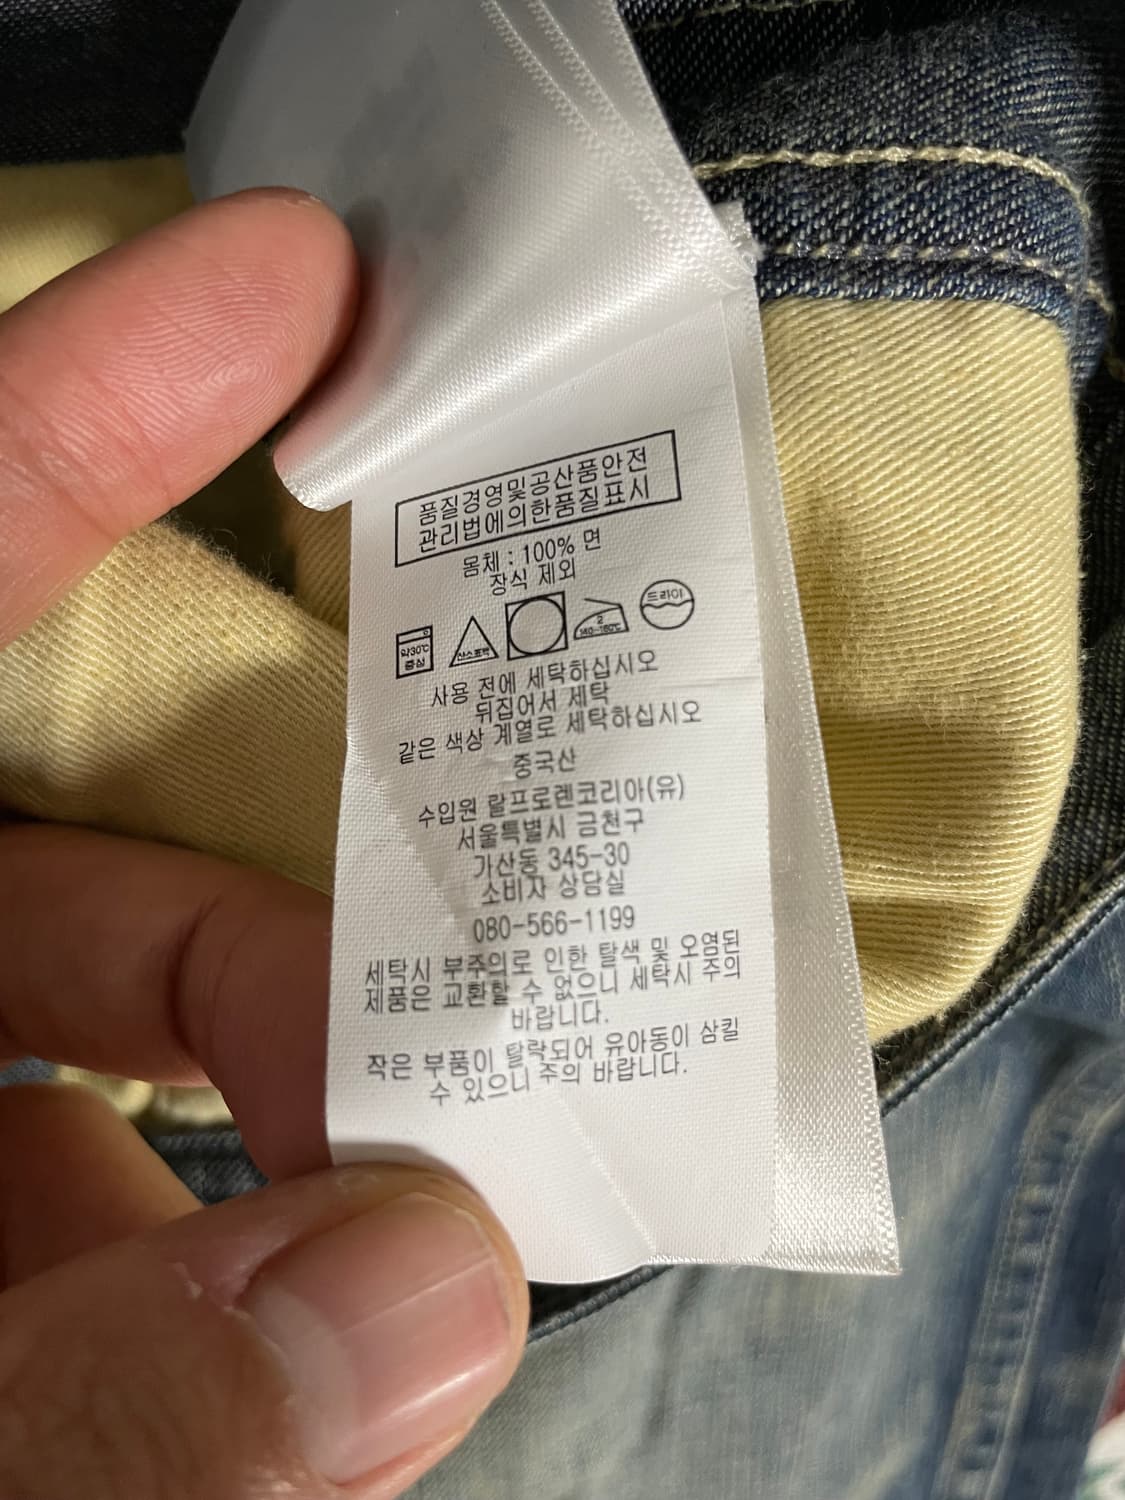 품질경영및공산품안전
관리법에의한품질표시
몸체 : 100% 면
장식 제외
약30℃
중성
산소표백
2
140~160℃
드라이
사용 전에 세탁하십시오
뒤집어서 세탁
같은 색상 계열로 세탁하십시오
중국산
수입원 랄프로렌코리아(유)
서울특별시 금천구
가산동 345-30
소비자 상담실
080-566-1199
세탁시 부주의로 인한 탈색 및 오염된
제품은 교환할 수 없으니 세탁시 주의
바랍니다.
작은 부품이 탈락되어 유아동이 삼킬
수 있으니 주의 바랍니다.